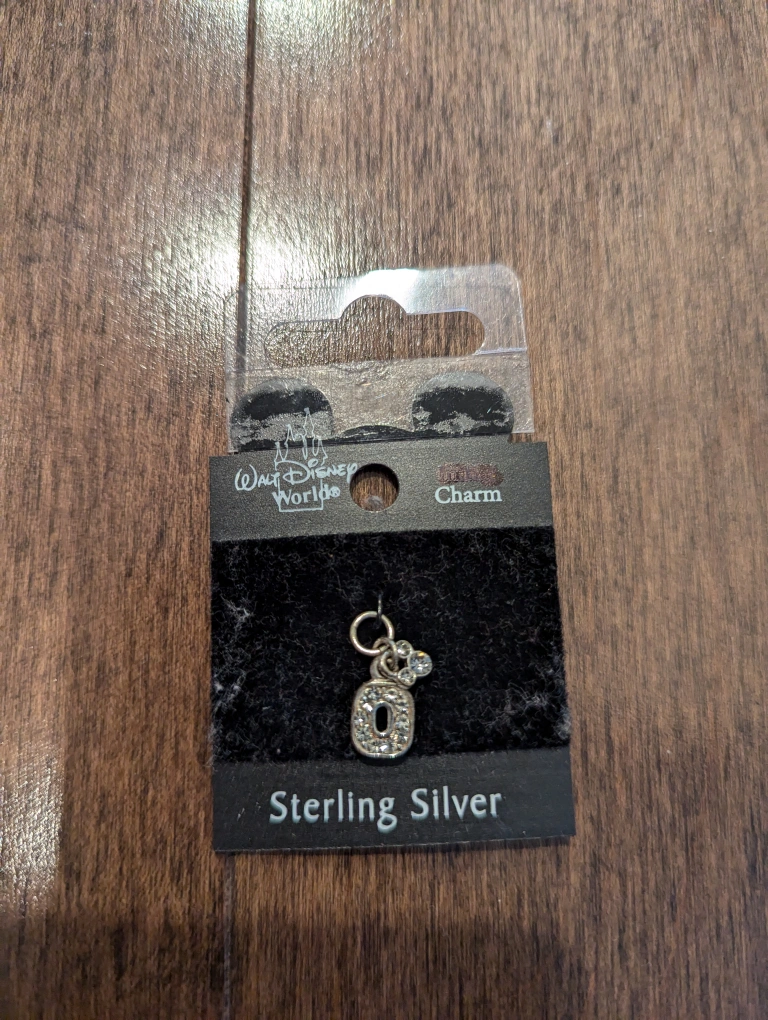 Walt Disney
World®
Charm
Sterling Silver